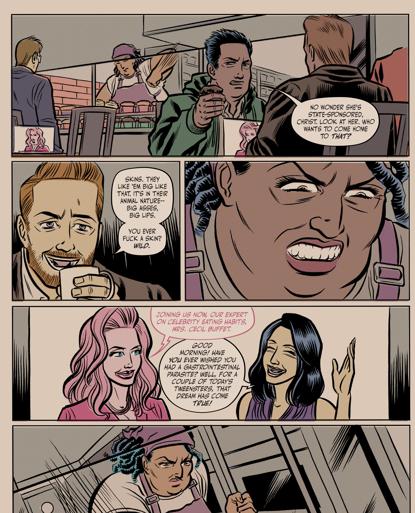 NO WONDER SHE'S
STATE-SPONSORED,
CHRIST. LOOK AT HER. WHO
WANTS TO COME HOME
TO THAT?
SKINS. THEY
LIKE 'EM BIG LIKE
THAT. IT'S IN THEIR
ANIMAL NATURE--
BIG ASSES,
BIG LIPS.
YOU EVER
FUCK A SKIN?
WILD.
JOINING US NOW, OUR EXPERT
ON CELEBRITY EATING HABITS,
MRS. CECIL BUFFET.
GOOD
MORNING! HAVE
YOU EVER WISHED YOU
HAD A GASTROINTESTINAL
PARASITE? WELL, FOR A
COUPLE OF TODAY'S
TWEENSTERS, THAT
DREAM HAS COME
TRUE!